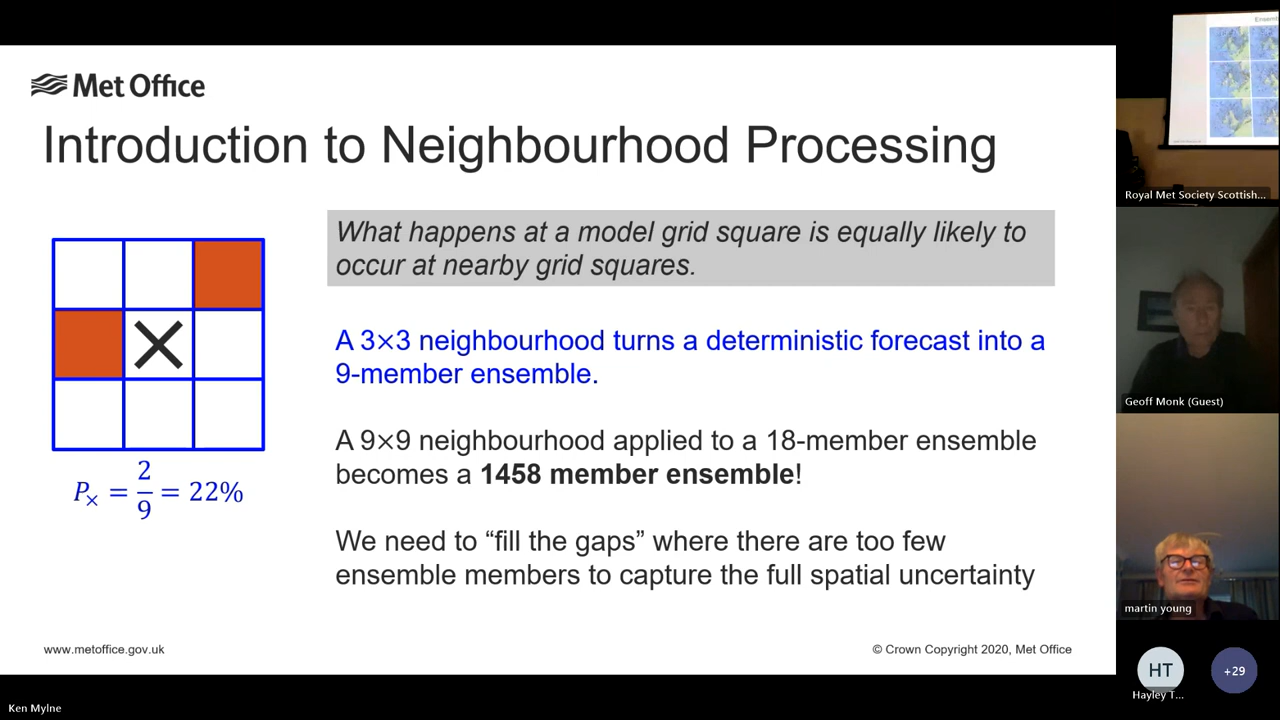 Met Office
Introduction to Neighbourhood Processing
What happens at a model grid square is equally likely to
occur at nearby grid squares.
A 3×3 neighbourhood turns a deterministic forecast into a
9-member ensemble.
A 9×9 neighbourhood applied to a 18-member ensemble
becomes a 1458 member ensemble!
We need to “fill the gaps” where there are too few
ensemble members to capture the full spatial uncertainty
P× = 2/9 = 22%
www.metoffice.gov.uk
© Crown Copyright 2020, Met Office
Ken Mylne
Ensem
Royal Met Society Scottish...
Geoff Monk (Guest)
martin young
HT
Hayley T...
+29